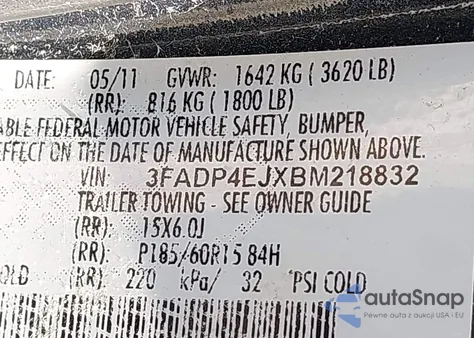 DATE: 05/11 GVWR: 1642 KG ( 3620 LB)
(RR): 816 KG ( 1800 LB)
ABLE FEDERAL MOTOR VEHICLE SAFETY, BUMPER,
EFFECT ON THE DATE OF MANUFACTURE SHOWN ABOVE.
VIN: 3FADP4EJXBM218832
TRAILER TOWING - SEE OWNER GUIDE
(RR): 15X6.0J
(RR): P185/60R15 84H
OLD (RR): 220 kPa/ 32 PSI COLD
autoSnap
Pewne auta z aukcji USA i EU